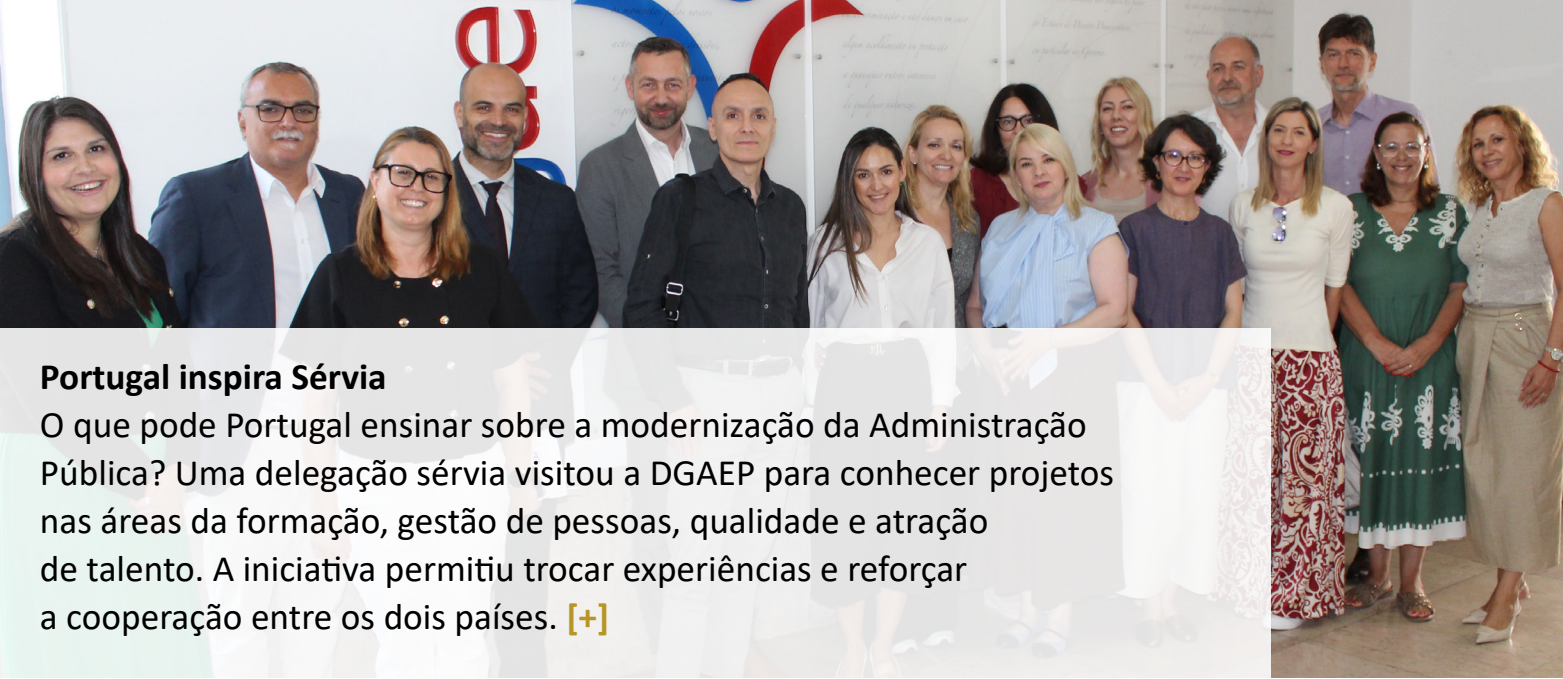 Portugal inspira Sérvia
O que pode Portugal ensinar sobre a modernização da Administração
Pública? Uma delegação sérvia visitou a DGAEP para conhecer projetos
nas áreas da formação, gestão de pessoas, qualidade e atração
de talento. A iniciativa permitiu trocar experiências e reforçar
a cooperação entre os dois países. [+]